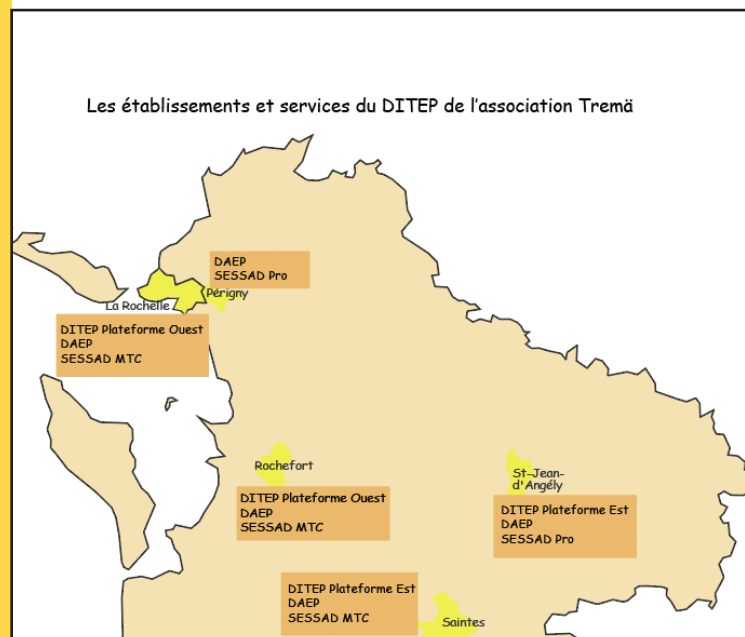 Les établissements et services du DITEP de l'association Tremä
DAEP
SESSAD Pro
Périgny
La Rochelle
DITEP Plateforme Ouest
DAEP
SESSAD MTC
Rochefort
DITEP Plateforme Ouest
DAEP
SESSAD MTC
St-Jean-
d'Angély
DITEP Plateforme Est
DAEP
SESSAD Pro
DITEP Plateforme Est
DAEP
SESSAD MTC
Saintes